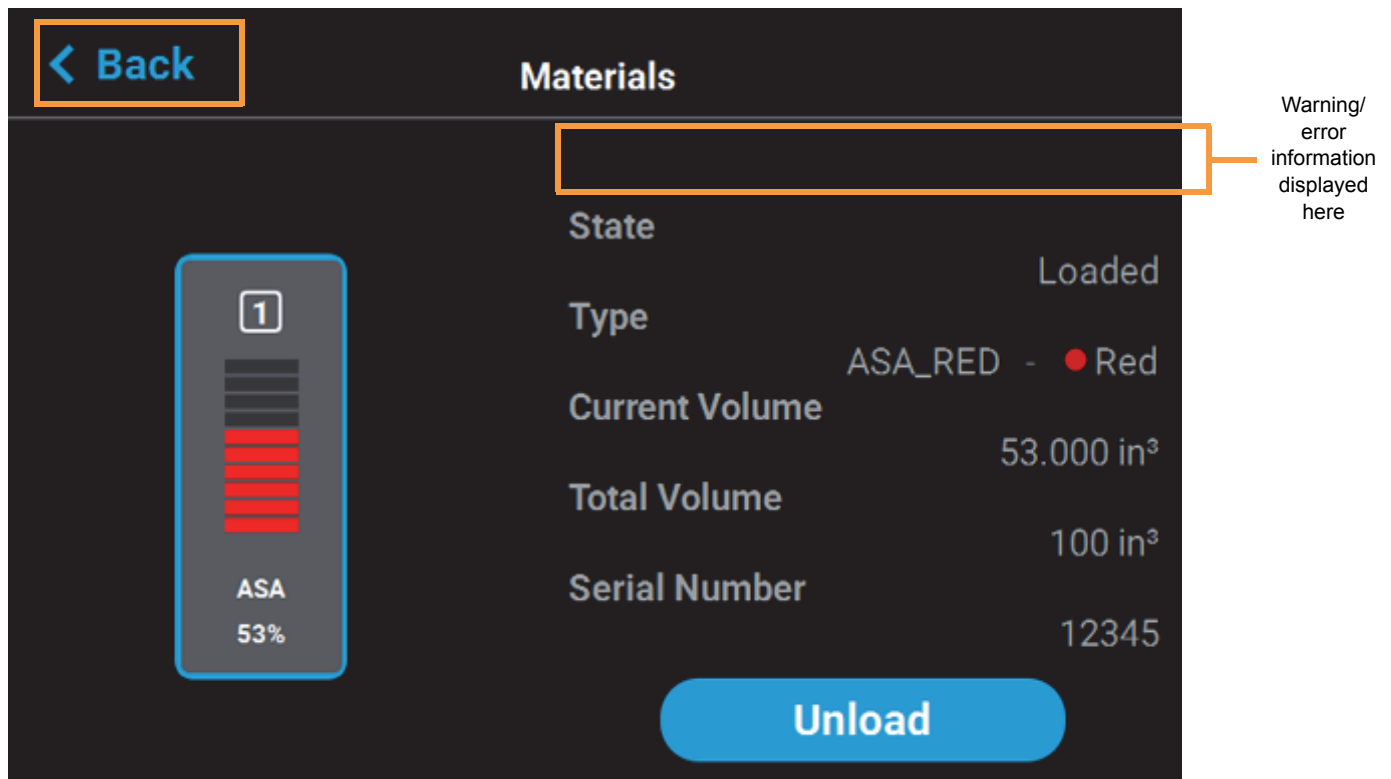 Back
Materials
Warning/
error
information
displayed
here
State
Loaded
1
Type
ASA_RED - Red
Current Volume
53.000 in³
Total Volume
100 in³
ASA
Serial Number
53%
12345
Unload